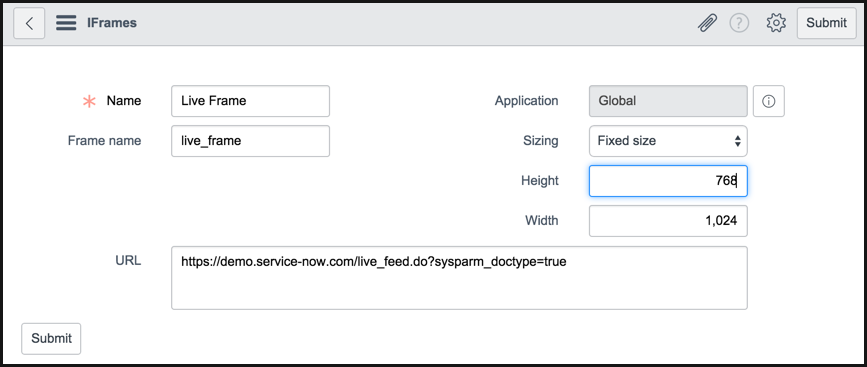 IFrames
? Submit
Name Live Frame Application Global
Frame name live_frame Sizing Fixed size
Height 768
Width 1,024
URL https://demo.service-now.com/live_feed.do?sysparm_doctype=true
Submit